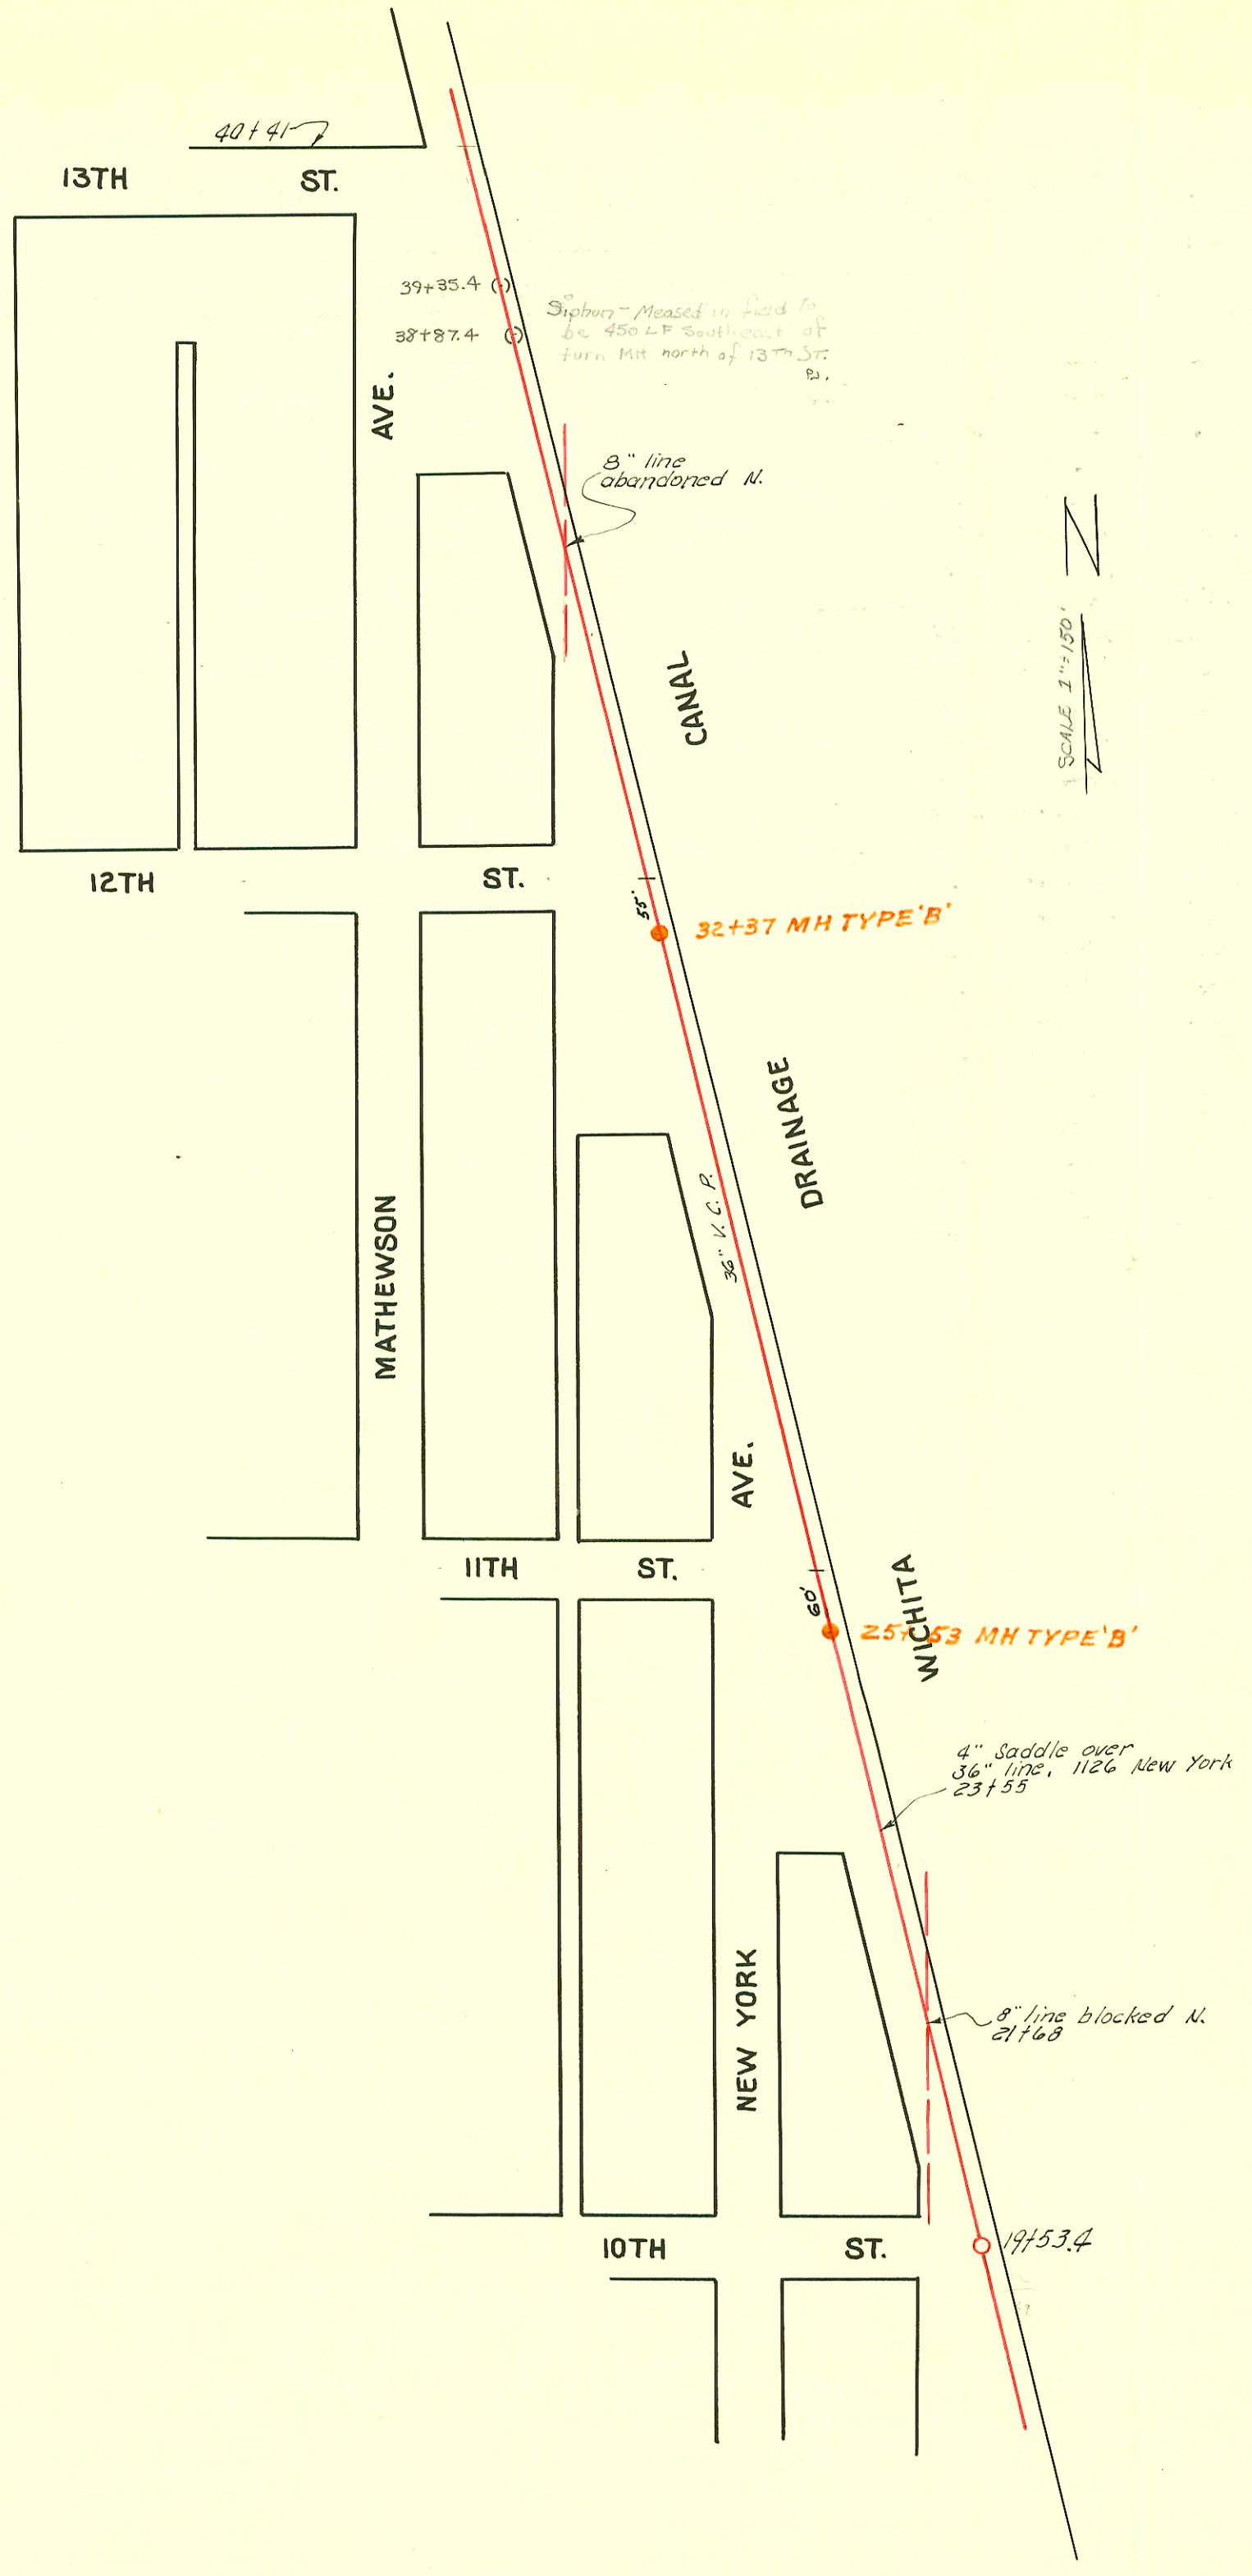 40+41
13TH ST.
39+35.4
38+87.4
Siphon - Meased in field to
be 450 LF Southeast of
turn MH north of 13TH ST.
AVE.
8" line
abandoned N.
N
SCALE 1"=150'
CANAL
12TH ST.
55'
32+37 MH TYPE 'B'
DRAINAGE
36" V. C. P.
MATHEWSON
AVE.
11TH ST.
60'
25+53 MH TYPE 'B'
WICHITA
4" Saddle over
36" line, 1126 New York
23+55
NEW YORK
8" line blocked N.
21+68
10TH ST.
19+53.4